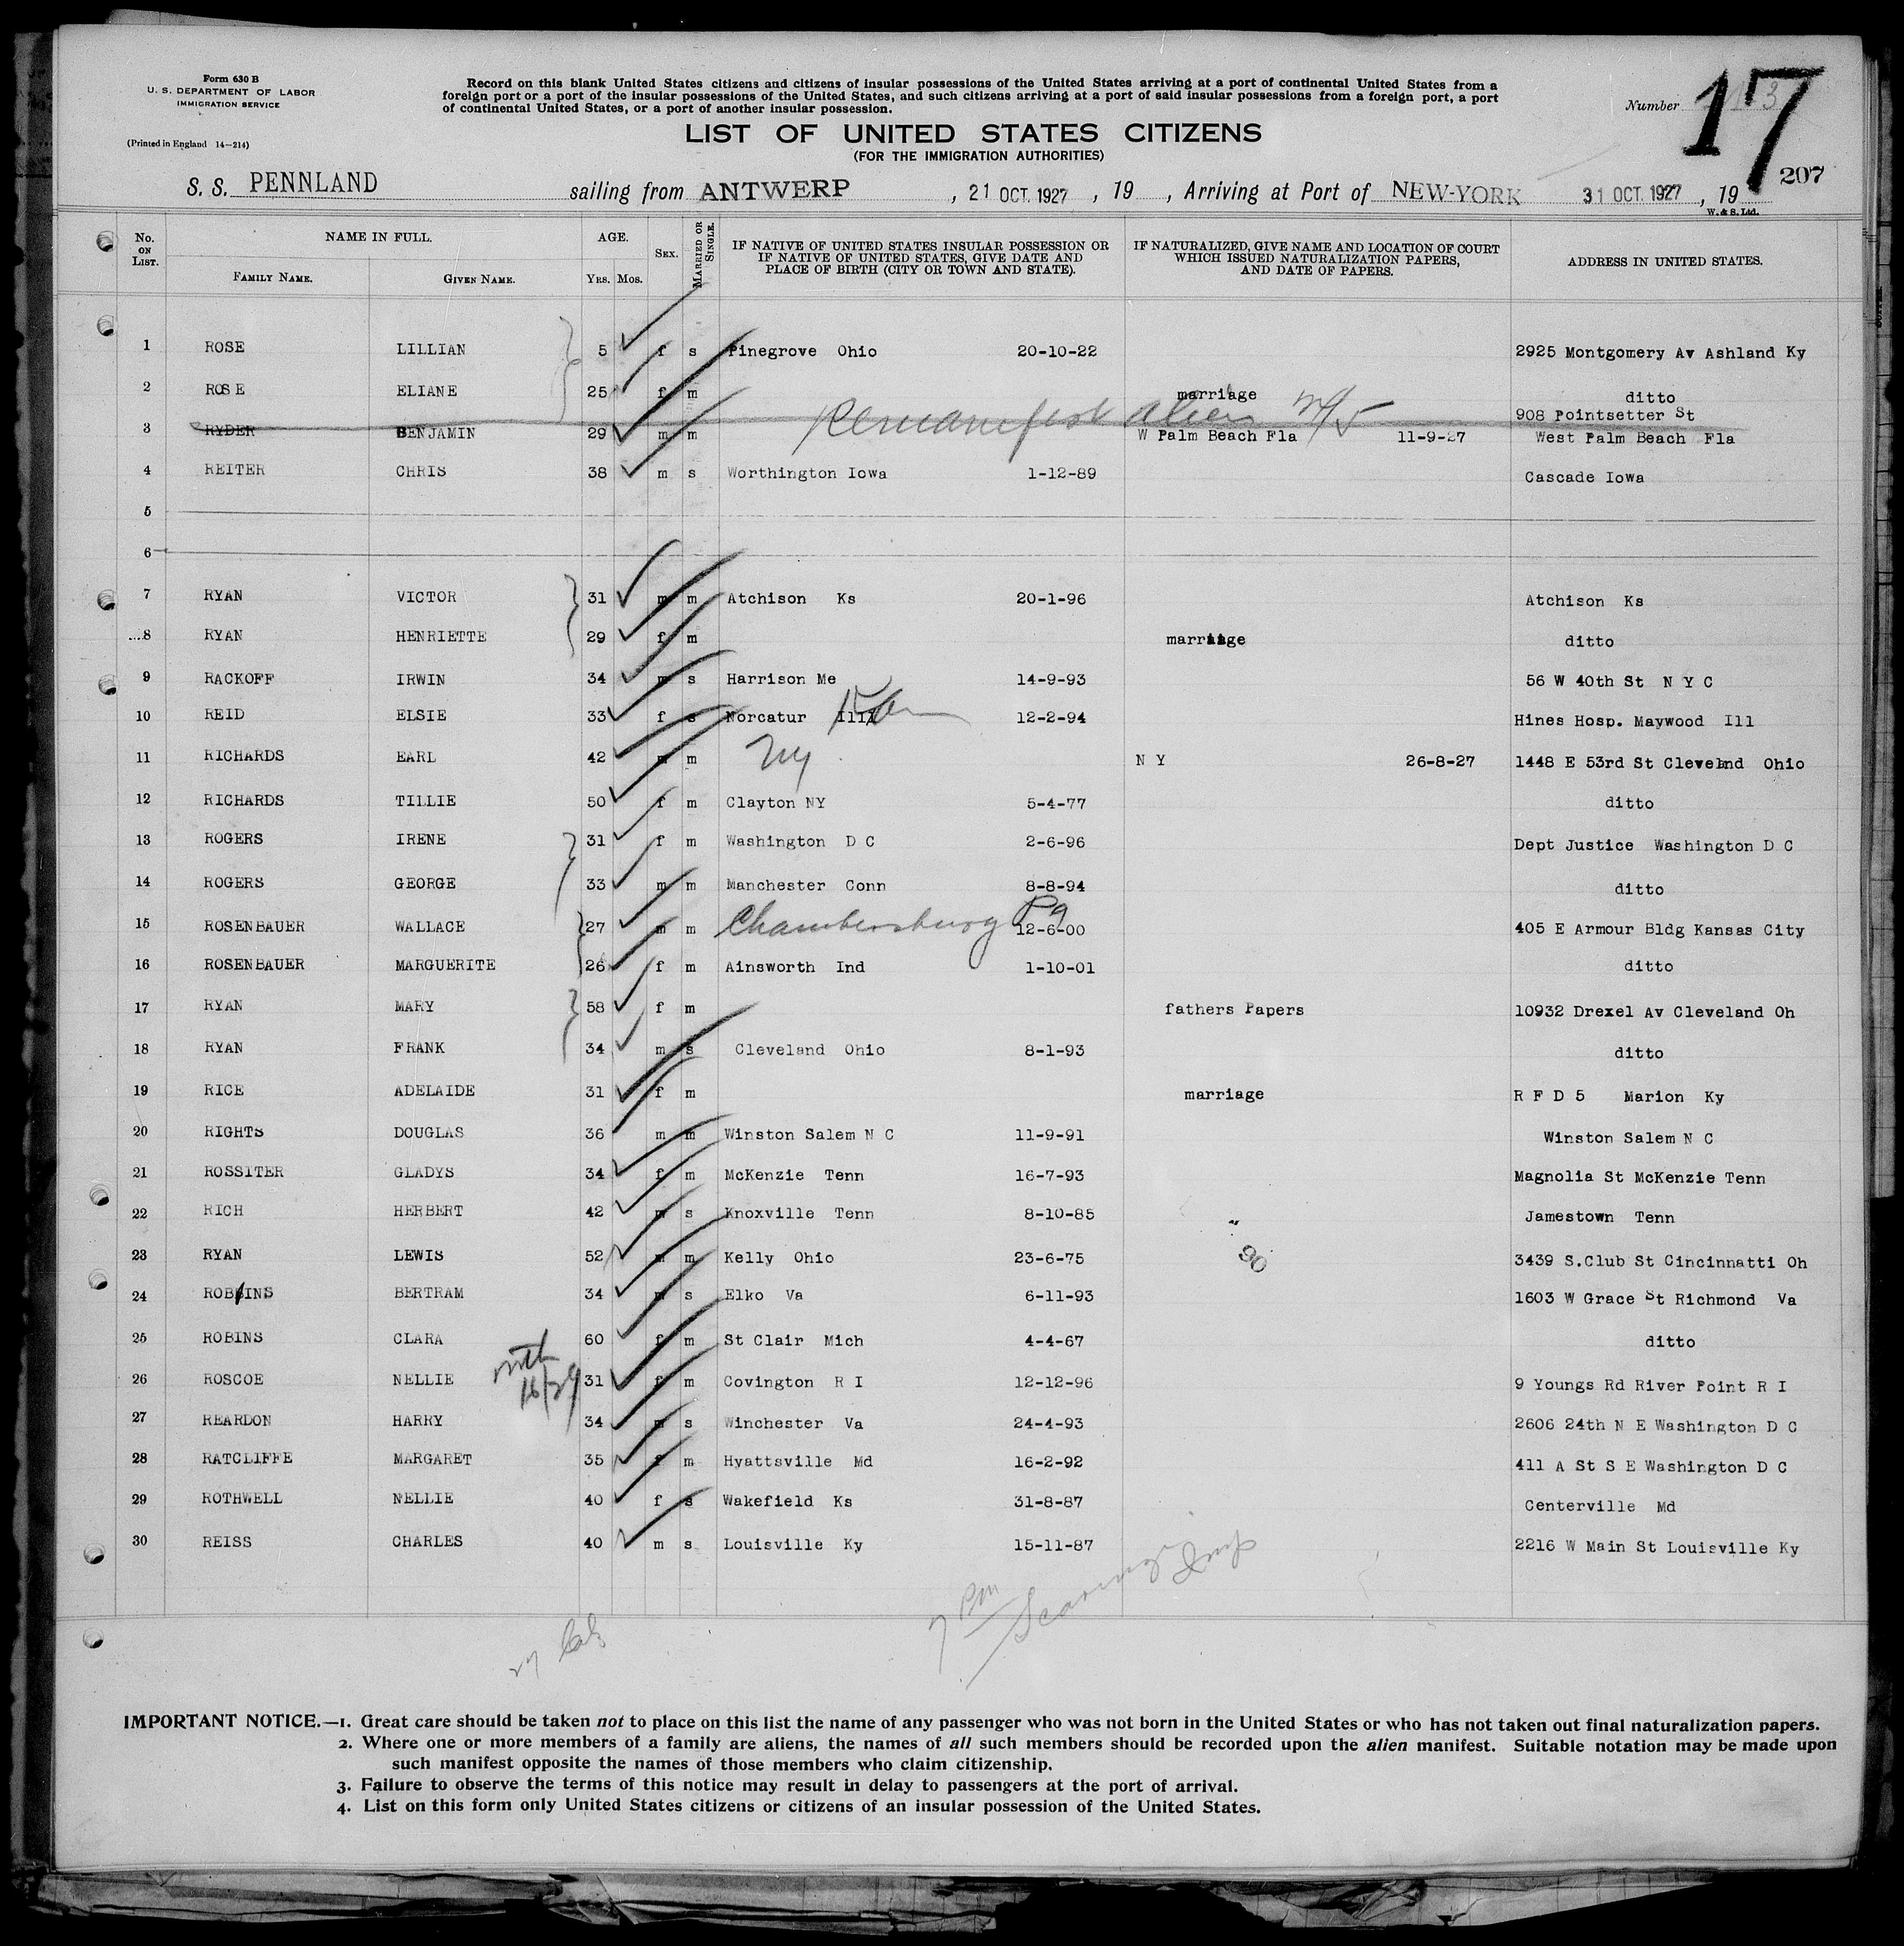 Form 630 B
U. S. DEPARTMENT OF LABOR
IMMIGRATION SERVICE
(Printed in England 14—214)
Record on this blank United States citizens and citizens of insular possessions of the United States arriving at a port of continental United States from a
foreign port or a port of the insular possessions of the United States, and such citizens arriving at a port of said insular possessions from a foreign port, a port
of continental United States, or a port of another insular possession.
Number 17
207
LIST OF UNITED STATES CITIZENS
(FOR THE IMMIGRATION AUTHORITIES)
S. S. PENNLAND sailing from ANTWERP , 21 OCT. 1927 , 19 , Arriving at Port of NEW-YORK 31 OCT. 1927 , 19
W. & S. Ltd.
No. ON LIST. NAME IN FULL. AGE. SEX. MARRIED OR SINGLE. IF NATIVE OF UNITED STATES INSULAR POSSESSION OR IF NATIVE OF UNITED STATES, GIVE DATE AND PLACE OF BIRTH (CITY OR TOWN AND STATE). IF NATURALIZED, GIVE NAME AND LOCATION OF COURT WHICH ISSUED NATURALIZATION PAPERS, AND DATE OF PAPERS. ADDRESS IN UNITED STATES.
FAMILY NAME. GIVEN NAME. YRS. MOS.
1 ROSE LILLIAN 5 f s Pinegrove Ohio 20-10-22 2925 Montgomery Av Ashland Ky
2 ROSE ELIANE 25 f m marriage ditto
Remanifest alien 908 Pointsetter St
3 RYDER BENJAMIN 29 m m W Palm Beach Fla 11-9-27 West Palm Beach Fla
4 REITER CHRIS 38 m s Worthington Iowa 1-12-89 Cascade Iowa
5
6
7 RYAN VICTOR 31 m m Atchison Ks 20-1-96 Atchison Ks
8 RYAN HENRIETTE 29 f m marriage ditto
9 RACKOFF IRWIN 34 m s Harrison Me 14-9-93 56 W 40th St N Y C
10 REID ELSIE 33 f s Norcatur Ill Kan 12-2-94 Hines Hosp. Maywood Ill
11 RICHARDS EARL 42 m m NY N Y 26-8-27 1448 E 53rd St Cleveland Ohio
12 RICHARDS TILLIE 50 f m Clayton NY 5-4-77 ditto
13 ROGERS IRENE 31 f m Washington D C 2-6-96 Dept Justice Washington D C
14 ROGERS GEORGE 33 m m Manchester Conn 8-8-94 ditto
15 ROSENBAUER WALLACE 27 m m Chambersburg Pa 12-6-00 405 E Armour Bldg Kansas City
16 ROSENBAUER MARGUERITE 26 f m Ainsworth Ind 1-10-01 ditto
17 RYAN MARY 58 f m fathers Papers 10932 Drexel Av Cleveland Oh
18 RYAN FRANK 34 m s Cleveland Ohio 8-1-93 ditto
19 RICE ADELAIDE 31 f m marriage R F D 5 Marion Ky
20 RIGHTS DOUGLAS 36 m m Winston Salem N C 11-9-91 Winston Salem N C
21 ROSSITER GLADYS 34 f m McKenzie Tenn 16-7-93 Magnolia St McKenzie Tenn
22 RICH HERBERT 42 m s Knoxville Tenn 8-10-85 Jamestown Tenn
23 RYAN LEWIS 52 m m Kelly Ohio 23-6-75 3439 S.Club St Cincinnatti Oh
24 ROBBINS BERTRAM 34 m s Elko Va 6-11-93 1603 W Grace St Richmond Va
25 ROBINS CLARA 60 f m St Clair Mich 4-4-67 ditto
26 ROSCOE NELLIE with 16/29 31 f m Covington R I 12-12-96 9 Youngs Rd River Point R I
27 REARDON HARRY 34 m s Winchester Va 24-4-93 2606 24th N E Washington D C
28 RATCLIFFE MARGARET 35 f m Hyattsville Md 16-2-92 411 A St S E Washington D C
29 ROTHWELL NELLIE 40 f s Wakefield Ks 31-8-87 Centerville Md
30 REISS CHARLES 40 m s Louisville Ky 15-11-87 2216 W Main St Louisville Ky
IMPORTANT NOTICE.—1. Great care should be taken not to place on this list the name of any passenger who was not born in the United States or who has not taken out final naturalization papers.
2. Where one or more members of a family are aliens, the names of all such members should be recorded upon the alien manifest. Suitable notation may be made upon
such manifest opposite the names of those members who claim citizenship.
3. Failure to observe the terms of this notice may result in delay to passengers at the port of arrival.
4. List on this form only United States citizens or citizens of an insular possession of the United States.